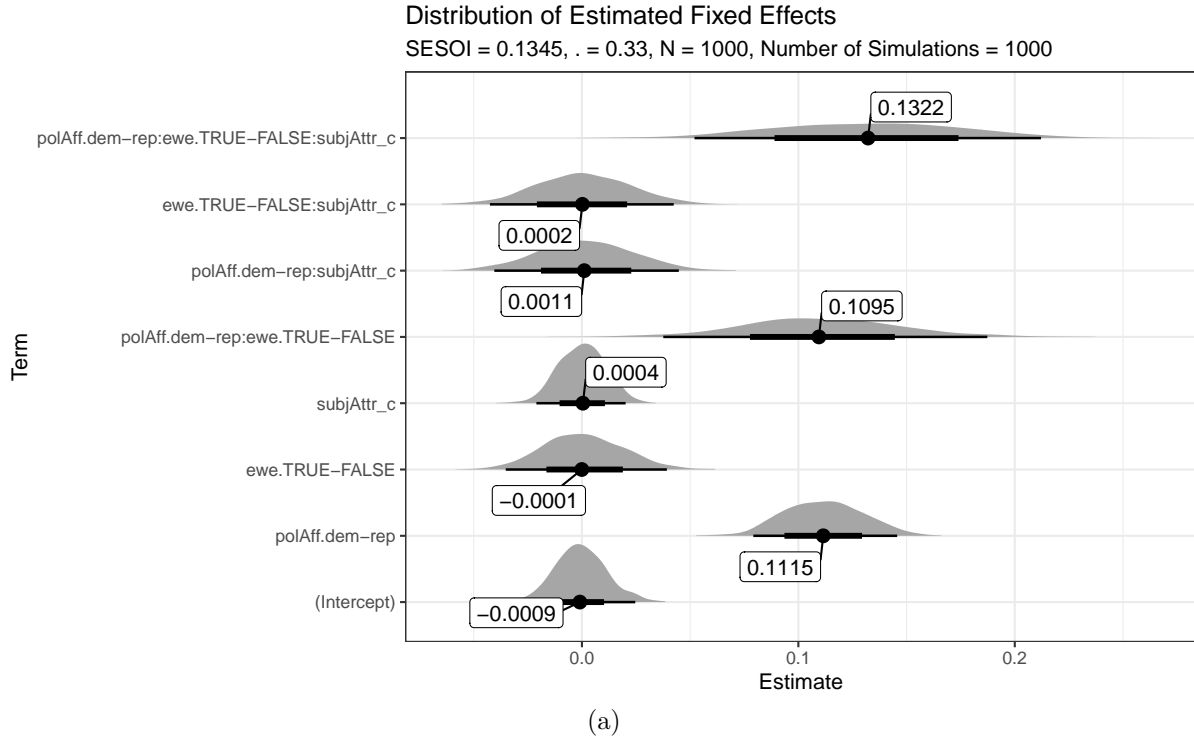 Distribution of Estimated Fixed Effects
SESOI = 0.1345, . = 0.33, N = 1000, Number of Simulations = 1000
Term
polAff.dem−rep:ewe.TRUE−FALSE:subjAttr_c
0.1322
ewe.TRUE−FALSE:subjAttr_c
0.0002
polAff.dem−rep:subjAttr_c
0.0011
polAff.dem−rep:ewe.TRUE−FALSE
0.1095
subjAttr_c
0.0004
ewe.TRUE−FALSE
−0.0001
polAff.dem−rep
0.1115
(Intercept)
−0.0009
0.0 0.1 0.2
Estimate
(a)